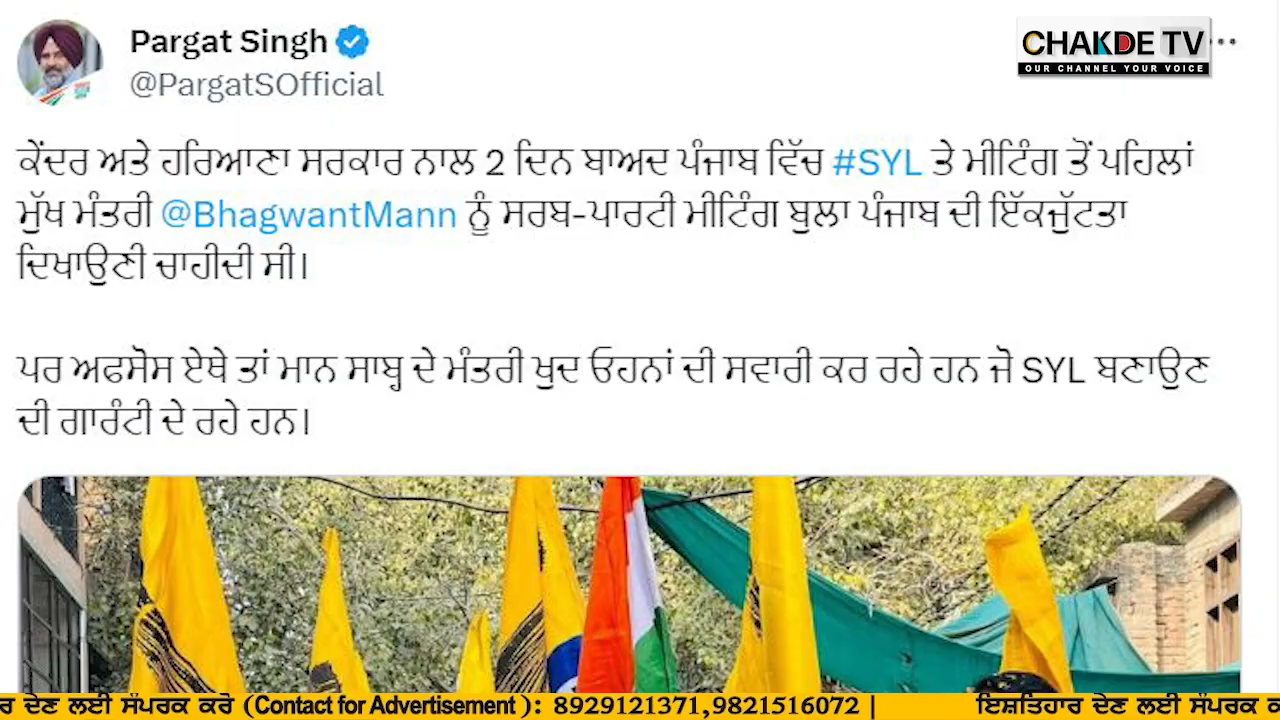 Pargat Singh
@PargatSOfficial
CHAKDE TV
OUR CHANNEL YOUR VOICE
ਕੇਂਦਰ ਅਤੇ ਹਰਿਆਣਾ ਸਰਕਾਰ ਨਾਲ 2 ਦਿਨ ਬਾਅਦ ਪੰਜਾਬ ਵਿੱਚ #SYL ਤੇ ਮੀਟਿੰਗ ਤੋਂ ਪਹਿਲਾਂ
ਮੁੱਖ ਮੰਤਰੀ @BhagwantMann ਨੂੰ ਸਰਬ-ਪਾਰਟੀ ਮੀਟਿੰਗ ਬੁਲਾ ਪੰਜਾਬ ਦੀ ਇੱਕਜੁੱਟਤਾ
ਦਿਖਾਉਣੀ ਚਾਹੀਦੀ ਸੀ।
ਪਰ ਅਫਸੋਸ ਏਥੇ ਤਾਂ ਮਾਨ ਸਾਬ੍ਹ ਦੇ ਮੰਤਰੀ ਖੁਦ ਓਹਨਾਂ ਦੀ ਸਵਾਰੀ ਕਰ ਰਹੇ ਹਨ ਜੋ SYL ਬਣਾਉਣ
ਦੀ ਗਾਰੰਟੀ ਦੇ ਰਹੇ ਹਨ।
ਰ ਦੇਣ ਲਈ ਸੰਪਰਕ ਕਰੋ (Contact for Advertisement ): 8929121371,9821516072 | ਇਸ਼ਤਿਹਾਰ ਦੇਣ ਲਈ ਸੰਪਰਕ ਕ